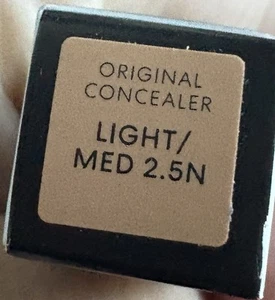 ORIGINAL
CONCEALER
LIGHT/
MED 2.5N